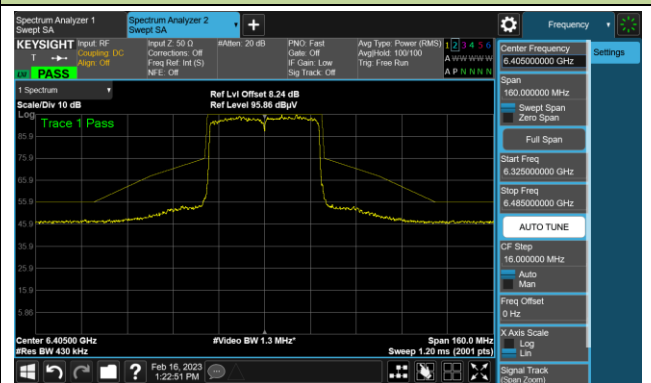 Spectrum Analyzer 1
Swept SA
Spectrum Analyzer 2
Swept SA
Frequency
KEYSIGHT
Input: RF
Coupling: DC
Align: Off
Input Z: 50 Ω
Corrections: Off
Freq Ref: Int (S)
NFE: Off
#Atten: 20 dB
PNO: Fast
Gate: Off
IF Gain: Low
Sig Track: Off
Avg Type: Power (RMS)
Avg|Hold: 100/100
Trig: Free Run
1 2 3 4 5 6
A W W W W W
A P N N N N
T
LXI PASS
1 Spectrum
Scale/Div 10 dB
Log
Ref Lvl Offset 8.24 dB
Ref Level 95.86 dBµV
Trace 1 Pass
85.9
75.9
65.9
55.9
45.9
35.9
25.9
15.9
5.86
Center 6.40500 GHz
#Res BW 430 kHz
#Video BW 1.3 MHz*
Span 160.0 MHz
Sweep 1.20 ms (2001 pts)
Feb 16, 2023
1:22:51 PM
Center Frequency
6.405000000 GHz
Settings
Span
160.000000 MHz
Swept Span
Zero Span
Full Span
Start Freq
6.325000000 GHz
Stop Freq
6.485000000 GHz
AUTO TUNE
CF Step
16.000000 MHz
Auto
Man
Freq Offset
0 Hz
X Axis Scale
Log
Lin
Signal Track
(Span Zoom)